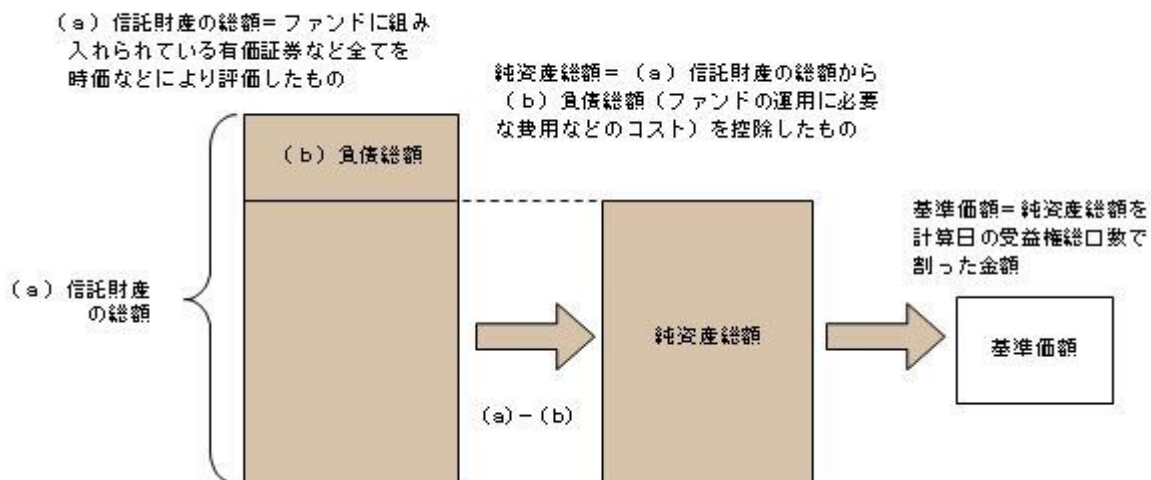 (a)信託財産の総額=ファンドに組み
入れられている有価証券など全てを
時価などにより評価したもの
純資産総額=(a)信託財産の総額から
(b)負債総額(ファンドの運用に必要
な費用などのコスト)を控除したもの
(b)負債総額
基準価額=純資産総額を
計算日の受益権総口数で
割った金額
(a)信託財産
の総額
純資産総額
基準価額
(a)-(b)